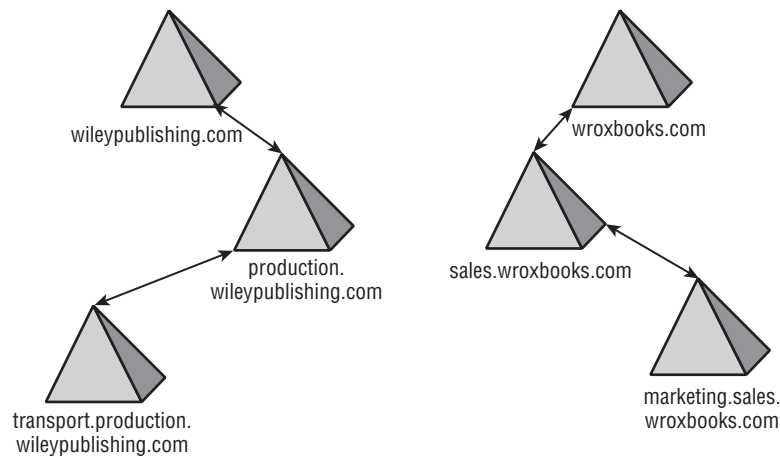 wileypublishing.com
wroxbooks.com
production.
wileypublishing.com
sales.wroxbooks.com
transport.production.
wileypublishing.com
marketing.sales.
wroxbooks.com